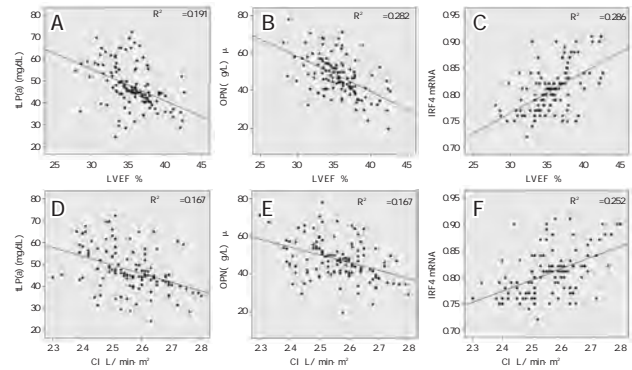 A
R² =0.191
tLP(a) (mg/dL)
80
70
60
50
40
30
20
25 30 35 40 45
LVEF %
B
R² =0.282
OPN( g/L) μ
80
60
40
20
25 30 35 40 45
LVEF %
C
R² =0.286
IRF4 mRNA
0.95
0.90
0.85
0.80
0.75
0.70
25 30 35 40 45
LVEF %
D
R² =0.167
tLP(a) (mg/dL)
80
70
60
50
40
30
20
2.3 2.4 2.5 2.6 2.7 2.8
CI L/ min· m²
E
R² =0.167
OPN( g/L) μ
80
60
40
20
2.3 2.4 2.5 2.6 2.7 2.8
CI L/ min· m²
F
R² =0.252
IRF4 mRNA
0.95
0.90
0.85
0.80
0.75
0.70
2.3 2.4 2.5 2.6 2.7 2.8
CI L/ min· m²